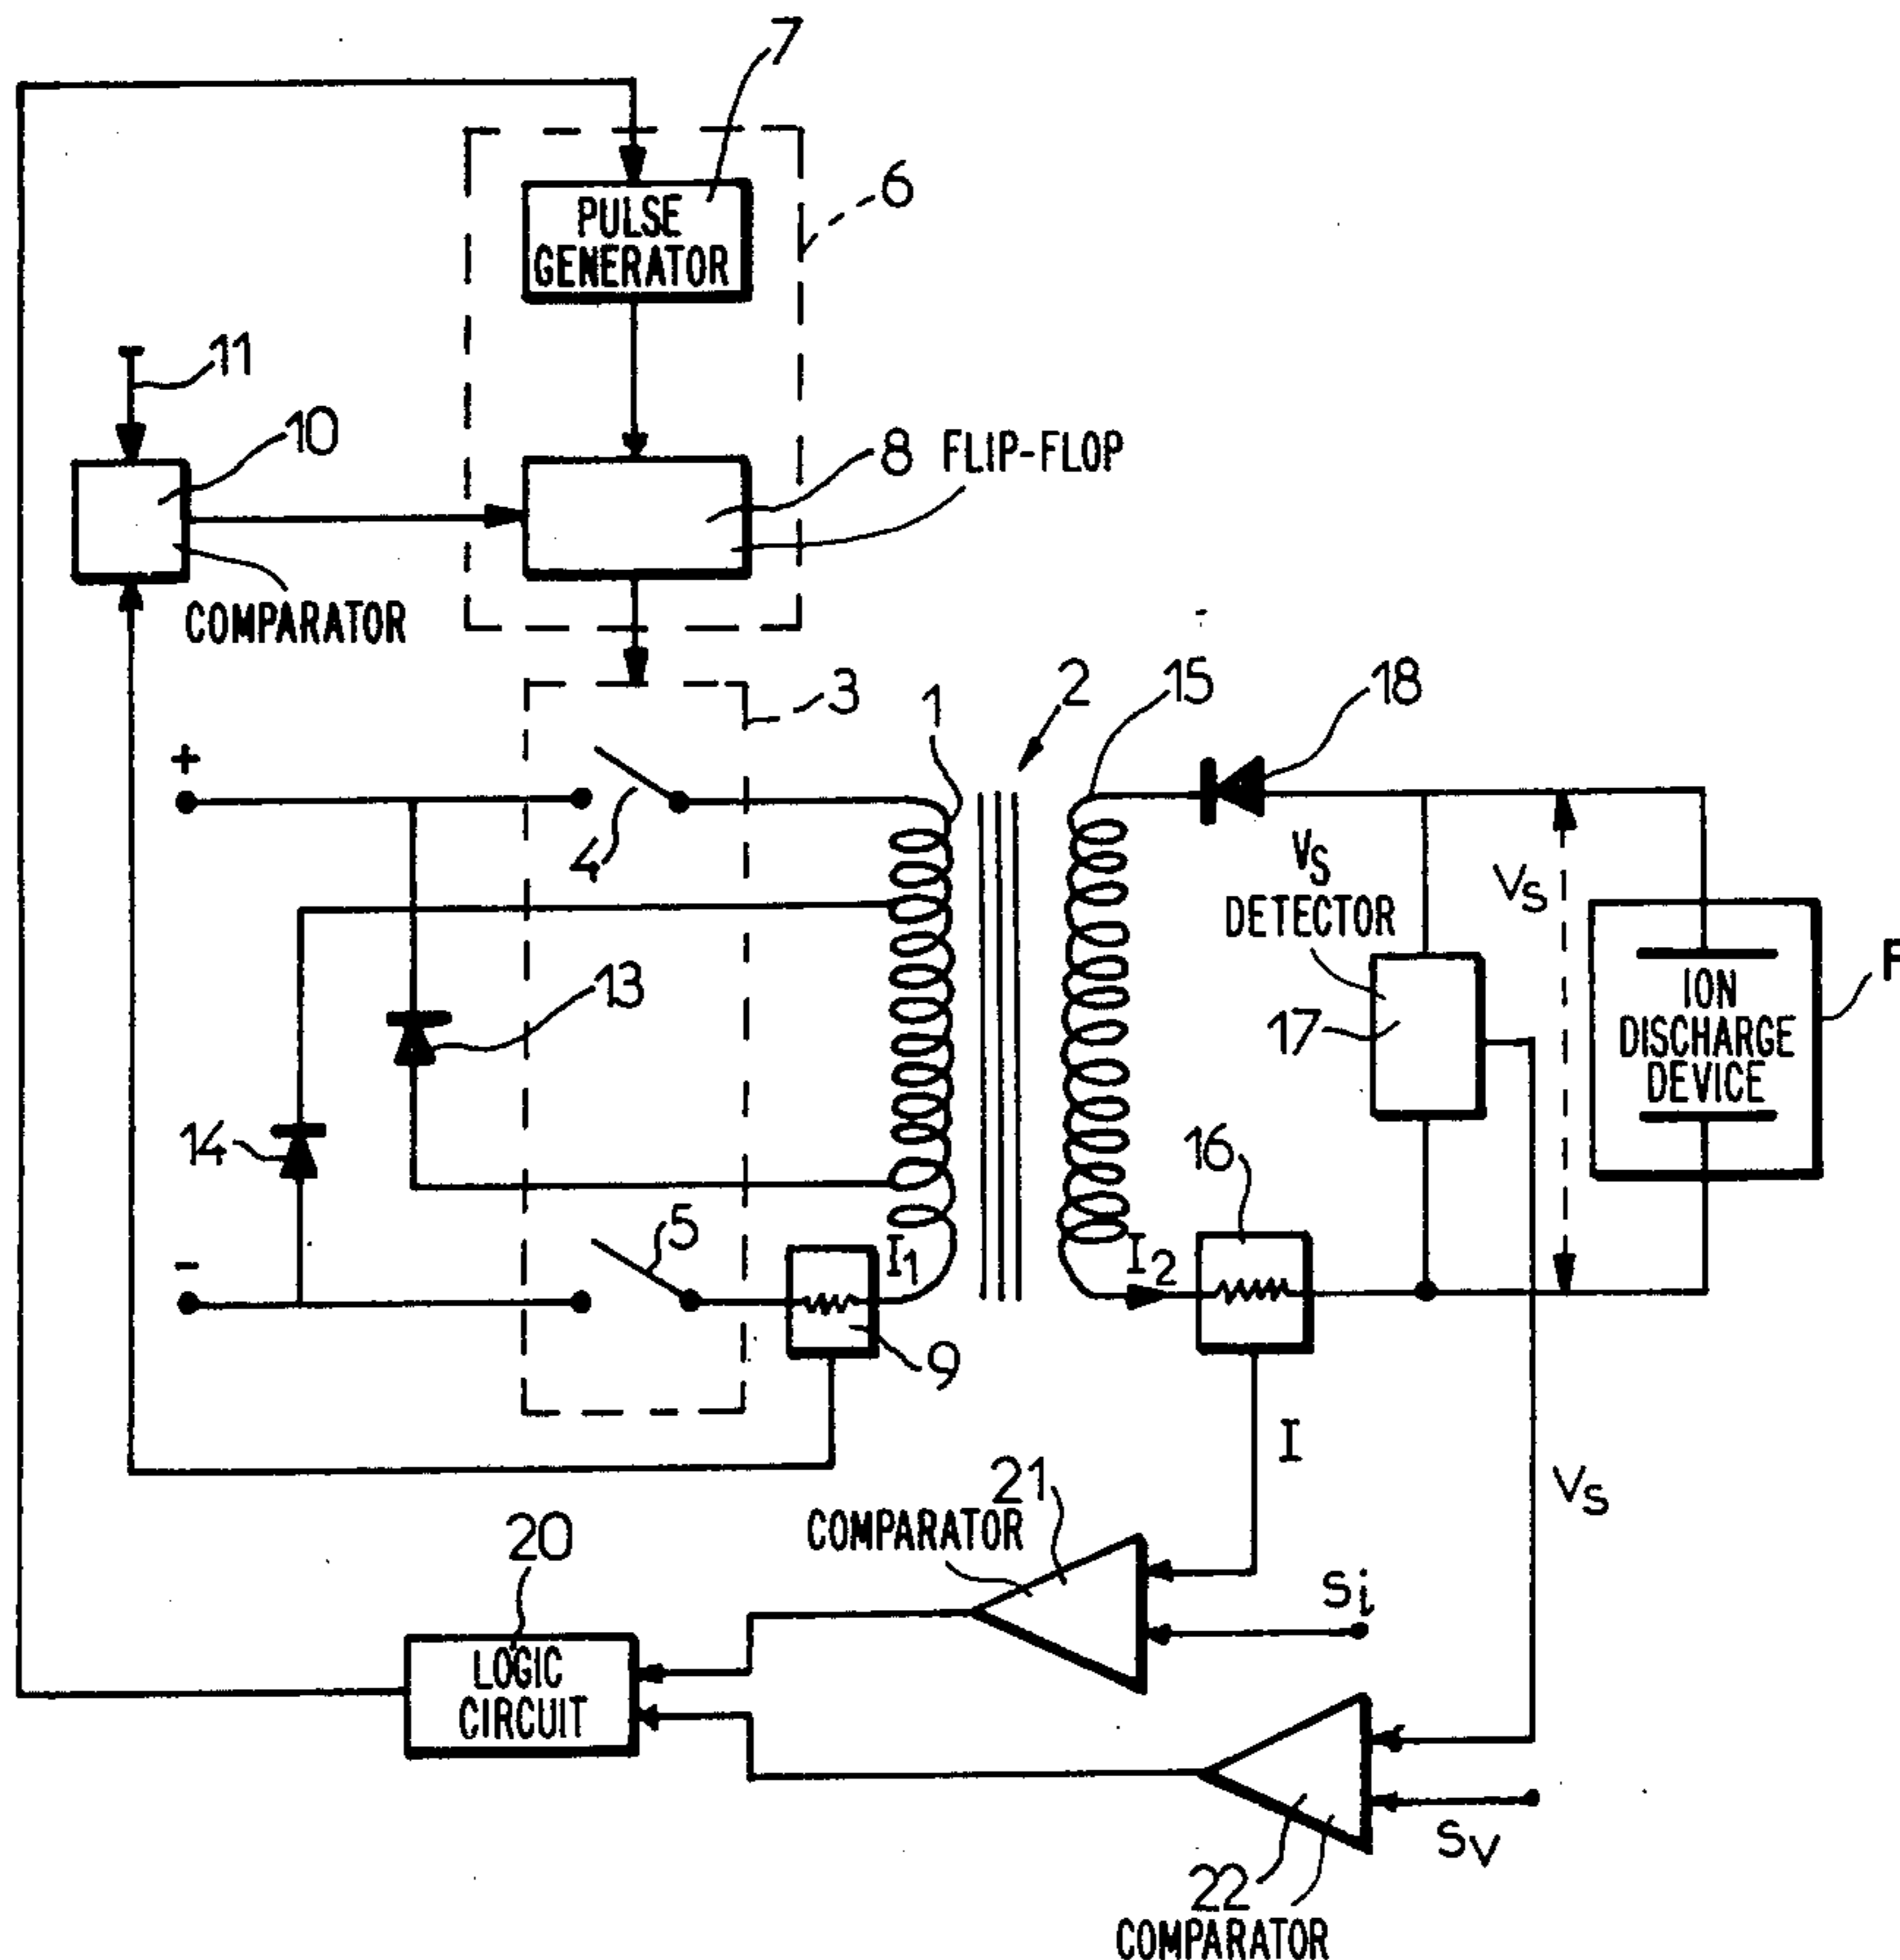 7
PULSE
GENERATOR
6
11
10
8 FLIP-FLOP
COMPARATOR
3
1
2
15
18
+
4
Vs
DETECTOR
Vs
ION
DISCHARGE
DEVICE
13
17
14
16
5
I1
I2
-
9
I
Vs
21
COMPARATOR
20
Si
LOGIC
CIRCUIT
Sv
22
COMPARATOR